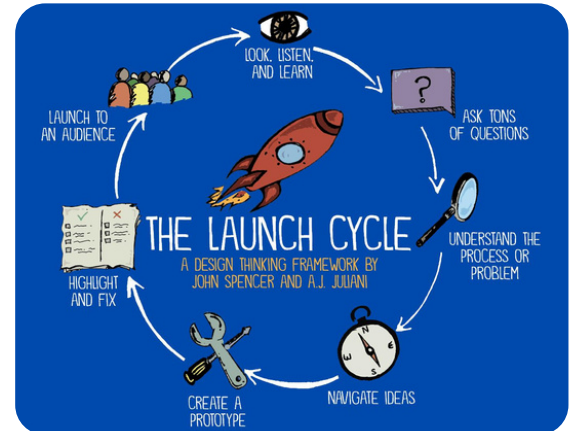 LOOK, LISTEN,
AND LEARN
?
ASK TONS
OF QUESTIONS
UNDERSTAND THE
PROCESS OR
PROBLEM
NAVIGATE IDEAS
N
E
S
W
CREATE A
PROTOTYPE
HIGHLIGHT
AND FIX
LAUNCH TO
AN AUDIENCE
THE LAUNCH CYCLE
A DESIGN THINKING FRAMEWORK BY
JOHN SPENCER AND A.J. JULIANI